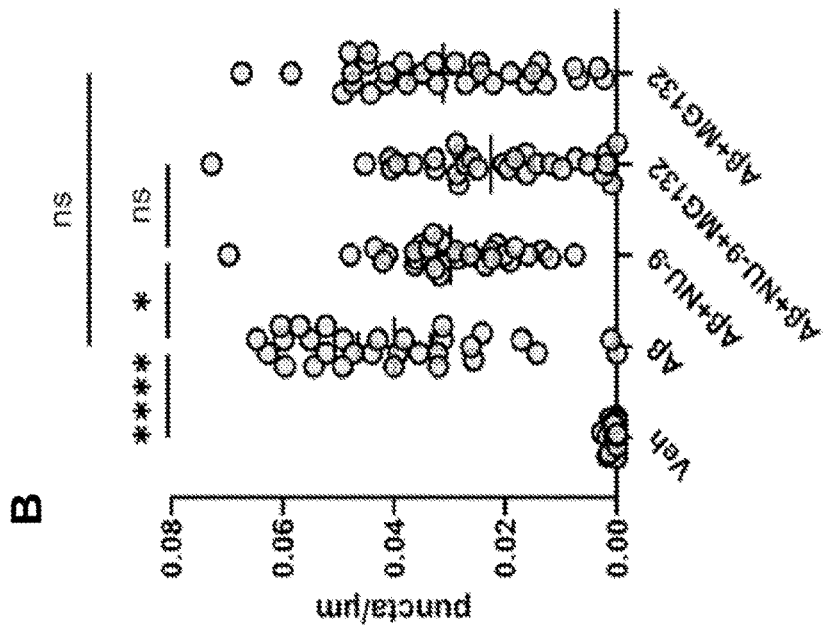 B
ns
**** * ns
0.08
0.06
0.04
0.02
0.00
puncta/µm
Veh
Aβ
Aβ+NU-9
Aβ+NU-9+MG132
Aβ+MG132